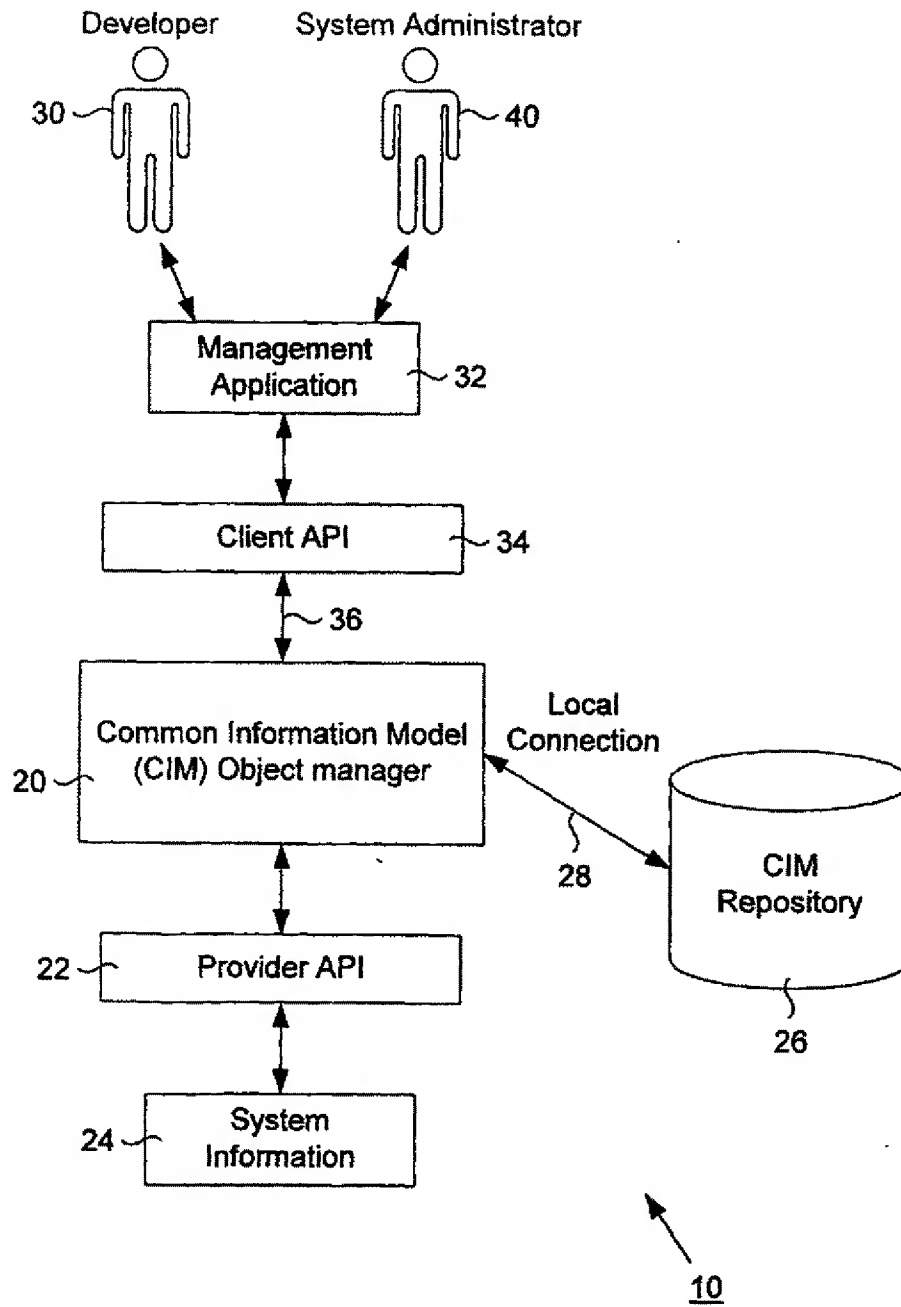 Developer
System Administrator
30
40
Management
Application
32
Client API
34
36
Common Information Model
(CIM) Object manager
20
Local
Connection
28
CIM
Repository
26
22
Provider API
24
System
Information
10